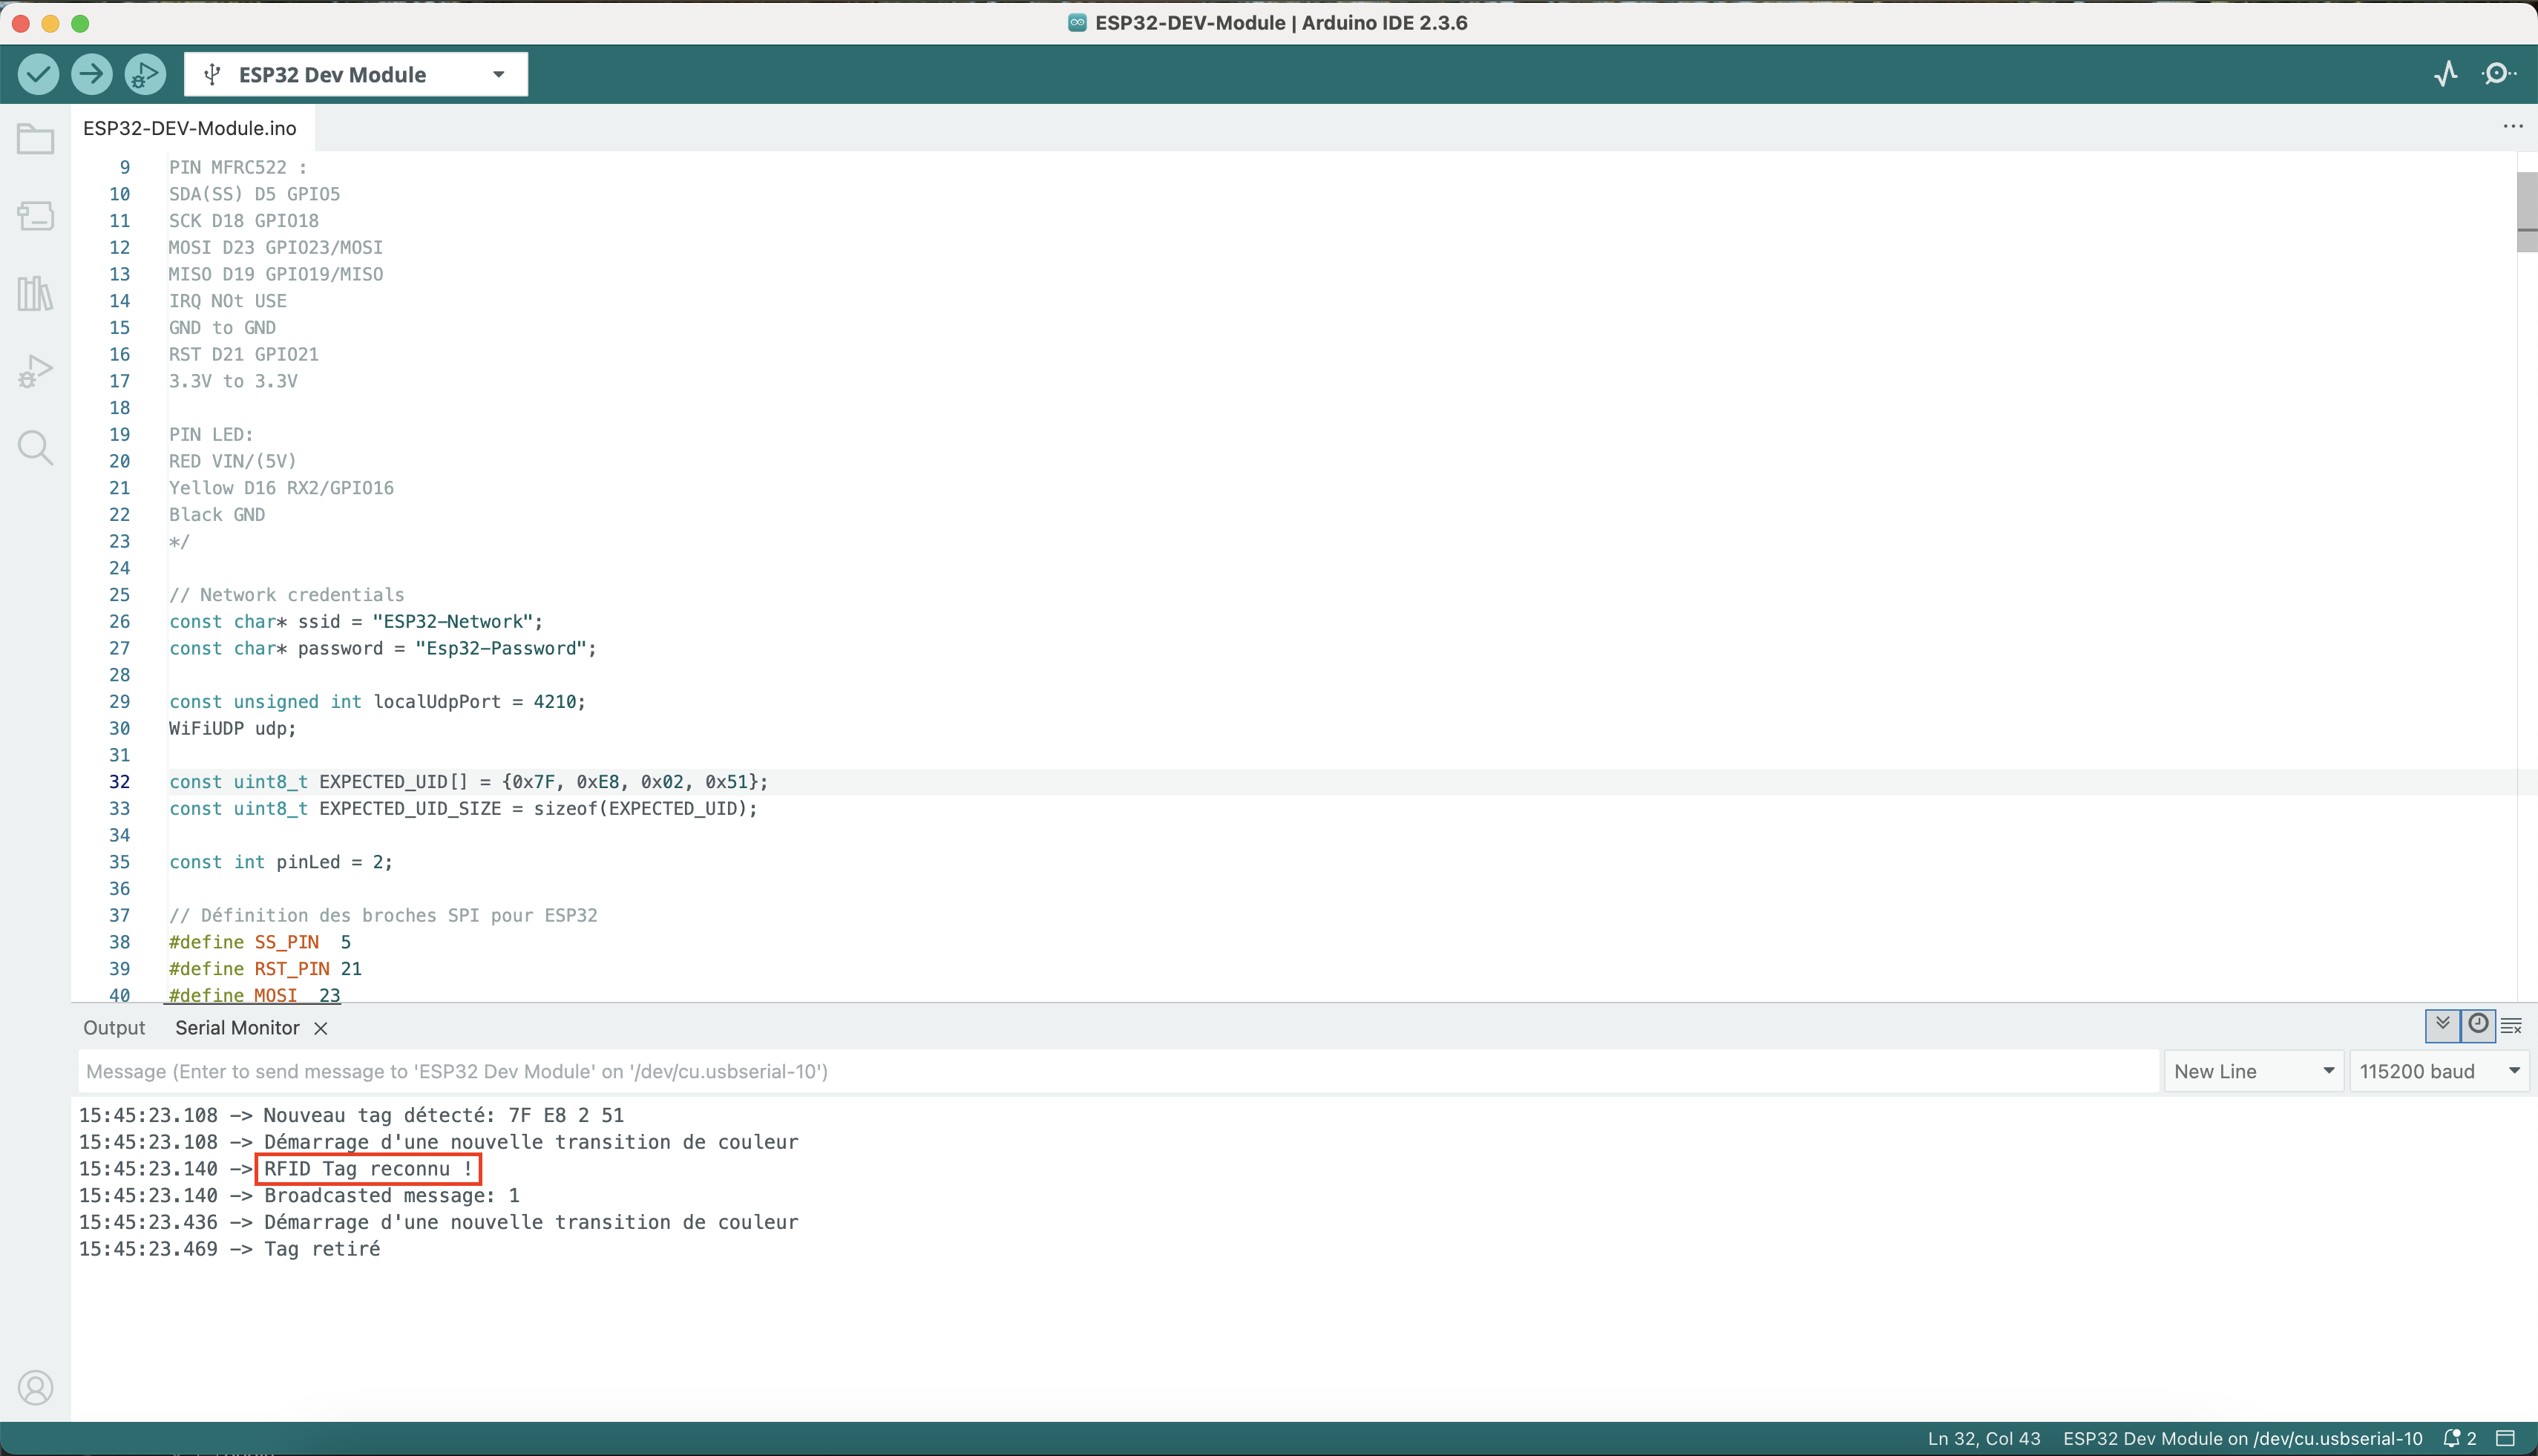 ESP32-DEV-Module | Arduino IDE 2.3.6
ESP32 Dev Module
ESP32-DEV-Module.ino
9 PIN MFRC522 :
10 SDA(SS) D5 GPIO5
11 SCK D18 GPIO18
12 MOSI D23 GPIO23/MOSI
13 MISO D19 GPIO19/MISO
14 IRQ NOt USE
15 GND to GND
16 RST D21 GPIO21
17 3.3V to 3.3V
18
19 PIN LED:
20 RED VIN/(5V)
21 Yellow D16 RX2/GPIO16
22 Black GND
23 */
24
25 // Network credentials
26 const char* ssid = "ESP32-Network";
27 const char* password = "Esp32-Password";
28
29 const unsigned int localUdpPort = 4210;
30 WiFiUDP udp;
31
32 const uint8_t EXPECTED_UID[] = {0x7F, 0xE8, 0x02, 0x51};
33 const uint8_t EXPECTED_UID_SIZE = sizeof(EXPECTED_UID);
34
35 const int pinLed = 2;
36
37 // Définition des broches SPI pour ESP32
38 #define SS_PIN  5
39 #define RST_PIN 21
40 #define MOSI  23
Output Serial Monitor
Message (Enter to send message to 'ESP32 Dev Module' on '/dev/cu.usbserial-10') New Line 115200 baud
15:45:23.108 -> Nouveau tag détecté: 7F E8 2 51
15:45:23.108 -> Démarrage d'une nouvelle transition de couleur
15:45:23.140 -> RFID Tag reconnu !
15:45:23.140 -> Broadcasted message: 1
15:45:23.436 -> Démarrage d'une nouvelle transition de couleur
15:45:23.469 -> Tag retiré
Ln 32, Col 43 ESP32 Dev Module on /dev/cu.usbserial-10 2